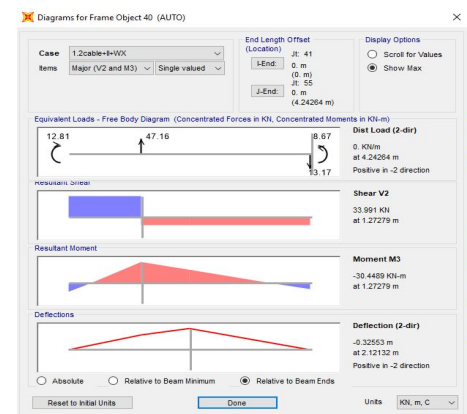 Diagrams for Frame Object 40 (AUTO)
Case
1.2cable+ll+WX
Items
Major (V2 and M3)
Single valued
End Length Offset
(Location)
Jt: 41
I-End:
0. m
(0. m)
Jt: 55
J-End:
0. m
(4.24264 m)
Display Options
Scroll for Values
Show Max
Equivalent Loads - Free Body Diagram (Concentrated Forces in KN, Concentrated Moments in KN-m)
12.81
47.16
8.67
13.17
Dist Load (2-dir)
0. KN/m
at 4.24264 m
Positive in -2 direction
Resultant Shear
Shear V2
33.991 KN
at 1.27279 m
Resultant Moment
Moment M3
-30.4489 KN-m
at 1.27279 m
Deflections
Deflection (2-dir)
-0.32553 m
at 2.12132 m
Positive in -2 direction
Absolute
Relative to Beam Minimum
Relative to Beam Ends
Reset to Initial Units
Done
Units
KN, m, C